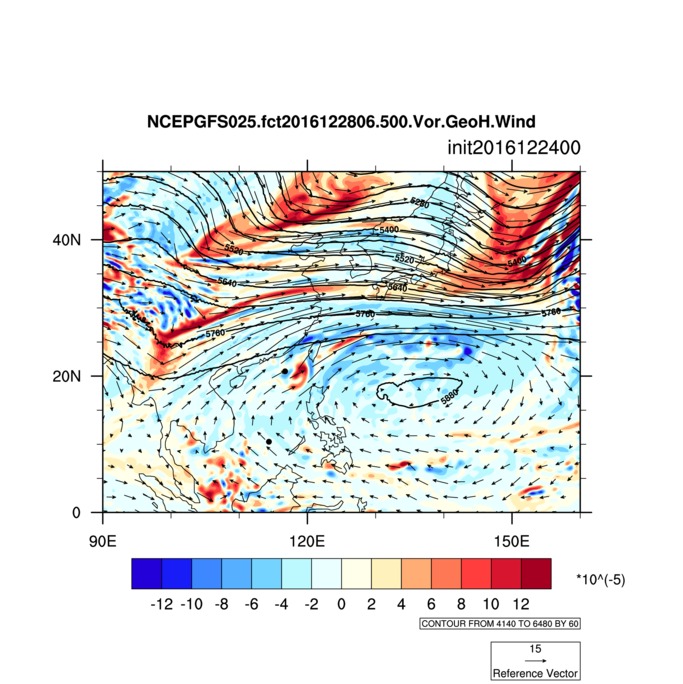 NCEPGFS025.fct2016122806.500.Vor.GeoH.Wind
init2016122400
5280
5400
5520
5520
5400
5640
5640
5760
5760
5760
5880
40N
20N
0
90E 120E 150E
-12 -10 -8 -6 -4 -2 0 2 4 6 8 10 12
*10^(-5)
CONTOUR FROM 4140 TO 6480 BY 60
15
Reference Vector